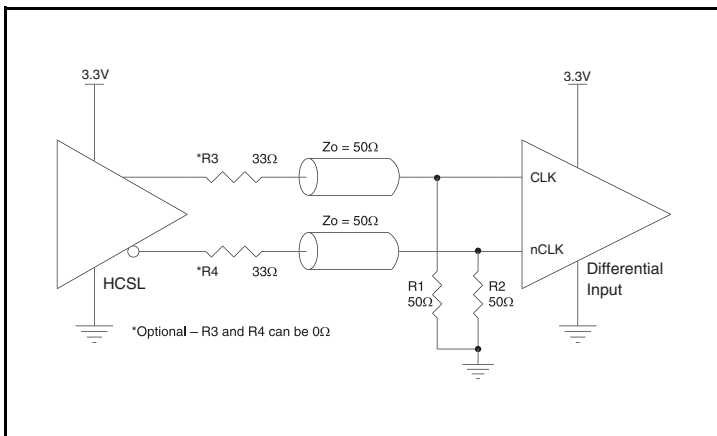 3.3V
3.3V
*R3 33Ω
Zo = 50Ω
CLK
Zo = 50Ω
nCLK
HCSL
*R4 33Ω
Differential
Input
R1
50Ω
R2
50Ω
*Optional – R3 and R4 can be 0Ω